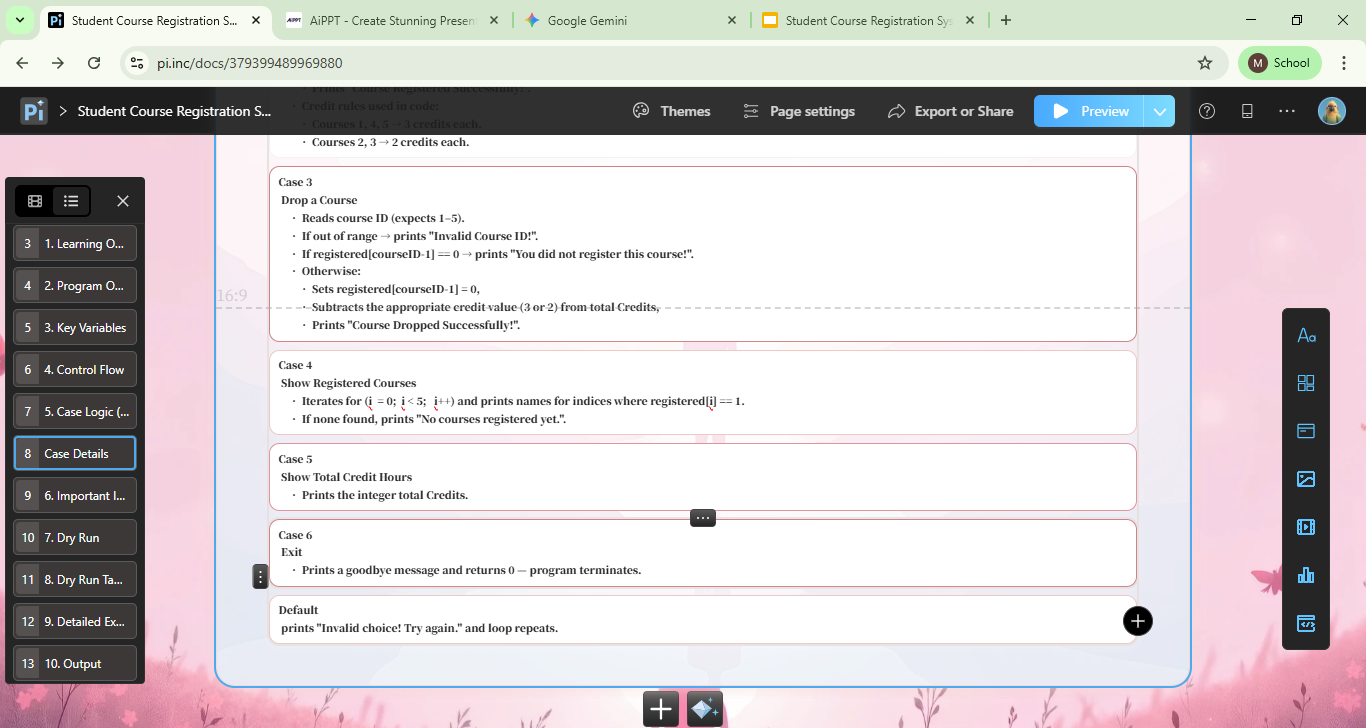 Student Course Registration S...
AiPPT - Create Stunning Presen
Google Gemini
Student Course Registration Sys
pi.inc/docs/379399489969880
M School
Pi > Student Course Registration S...
Themes
Page settings
Export or Share
Preview
Prints "Course Registered Successfully!".
· Credit rules used in code:
· Courses 1, 4, 5 → 3 credits each.
· Courses 2, 3 → 2 credits each.
Case 3
Drop a Course
· Reads course ID (expects 1–5).
· If out of range → prints "Invalid Course ID!".
· If registered[courseID-1] == 0 → prints "You did not register this course!".
· Otherwise:
· Sets registered[courseID-1] = 0,
16:9
· Subtracts the appropriate credit value (3 or 2) from total Credits,
· Prints "Course Dropped Successfully!".
Case 4
Show Registered Courses
· Iterates for (i = 0; i < 5; i++) and prints names for indices where registered[i] == 1.
· If none found, prints "No courses registered yet.".
Case 5
Show Total Credit Hours
· Prints the integer total Credits.
Case 6
Exit
· Prints a goodbye message and returns 0 — program terminates.
Default
prints "Invalid choice! Try again." and loop repeats.
3 1. Learning O...
4 2. Program O...
5 3. Key Variables
6 4. Control Flow
7 5. Case Logic (...
8 Case Details
9 6. Important I...
10 7. Dry Run
11 8. Dry Run Ta...
12 9. Detailed Ex...
13 10. Output
Aa